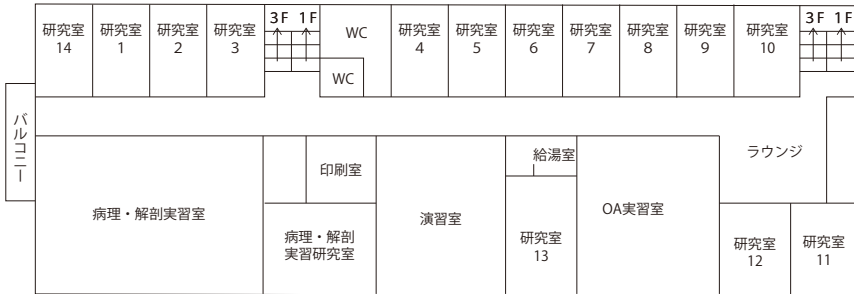 研究室
14
研究室
1
研究室
2
研究室
3
3F 1F
WC
WC
研究室
4
研究室
5
研究室
6
研究室
7
研究室
8
研究室
9
研究室
10
3F 1F
バルコニー
病理・解剖実習室
印刷室
病理・解剖
実習研究室
演習室
給湯室
研究室
13
OA実習室
ラウンジ
研究室
12
研究室
11